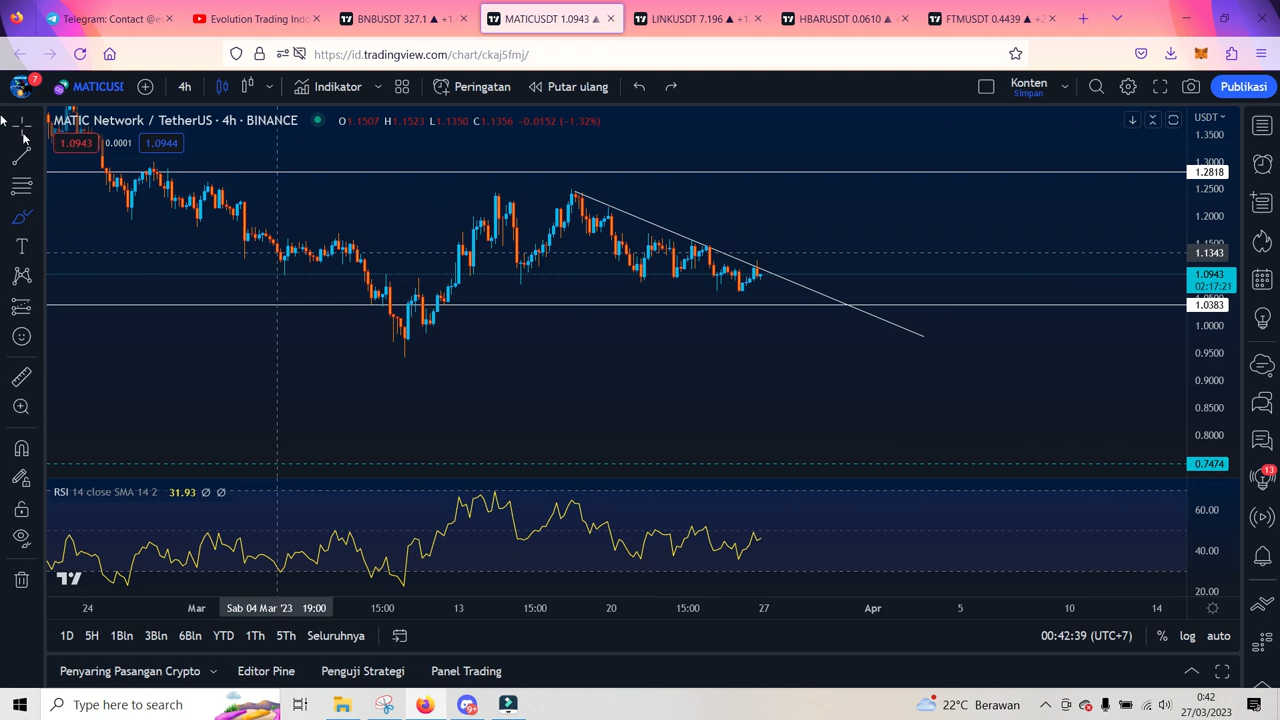 Telegram: Contact @e
Evolution Trading Ind
BNBUSDT 327.1 ▲ +1.
MATICUSDT 1.0943 ▲
LINKUSDT 7.196 ▲ +1.
HBARUSDT 0.0610 ▲
FTMUSDT 0.4439 ▲ +2
https://id.tradingview.com/chart/ckaj5fmj/
7
MATICUSI
4h
Indikator
Peringatan
Putar ulang
Konten
Simpan
Publikasi
MATIC Network / TetherUS · 4h · BINANCE
O1.1507 H1.1523 L1.1350 C1.1356 -0.0152 (-1.32%)
USDT
1.0943 0.0001 1.0944
1.3500
1.3000
1.2818
1.2500
1.2000
1.1500
1.1343
1.0943
02:17:21
1.0383
1.0000
0.9500
0.9000
0.8500
0.8000
0.7474
13
RSI 14 close SMA 14 2 31.93 ∅ ∅
60.00
40.00
20.00
24 Mar Sab 04 Mar '23 19:00 15:00 13 15:00 20 15:00 27 Apr 5 10 14
1D 5H 1Bln 3Bln 6Bln YTD 1Th 5Th Seluruhnya
00:42:39 (UTC+7) % log auto
Penyaring Pasangan Crypto Editor Pine Penguji Strategi Panel Trading
Type here to search
22°C Berawan
0:42
27/03/2023